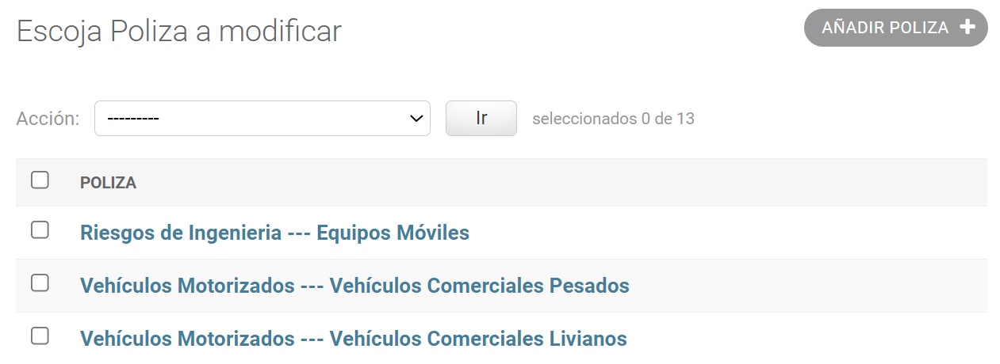 Escoja Poliza a modificar
AÑADIR POLIZA
Acción: --------- Ir seleccionados 0 de 13
POLIZA
Riesgos de Ingenieria --- Equipos Móviles
Vehículos Motorizados --- Vehículos Comerciales Pesados
Vehículos Motorizados --- Vehículos Comerciales Livianos